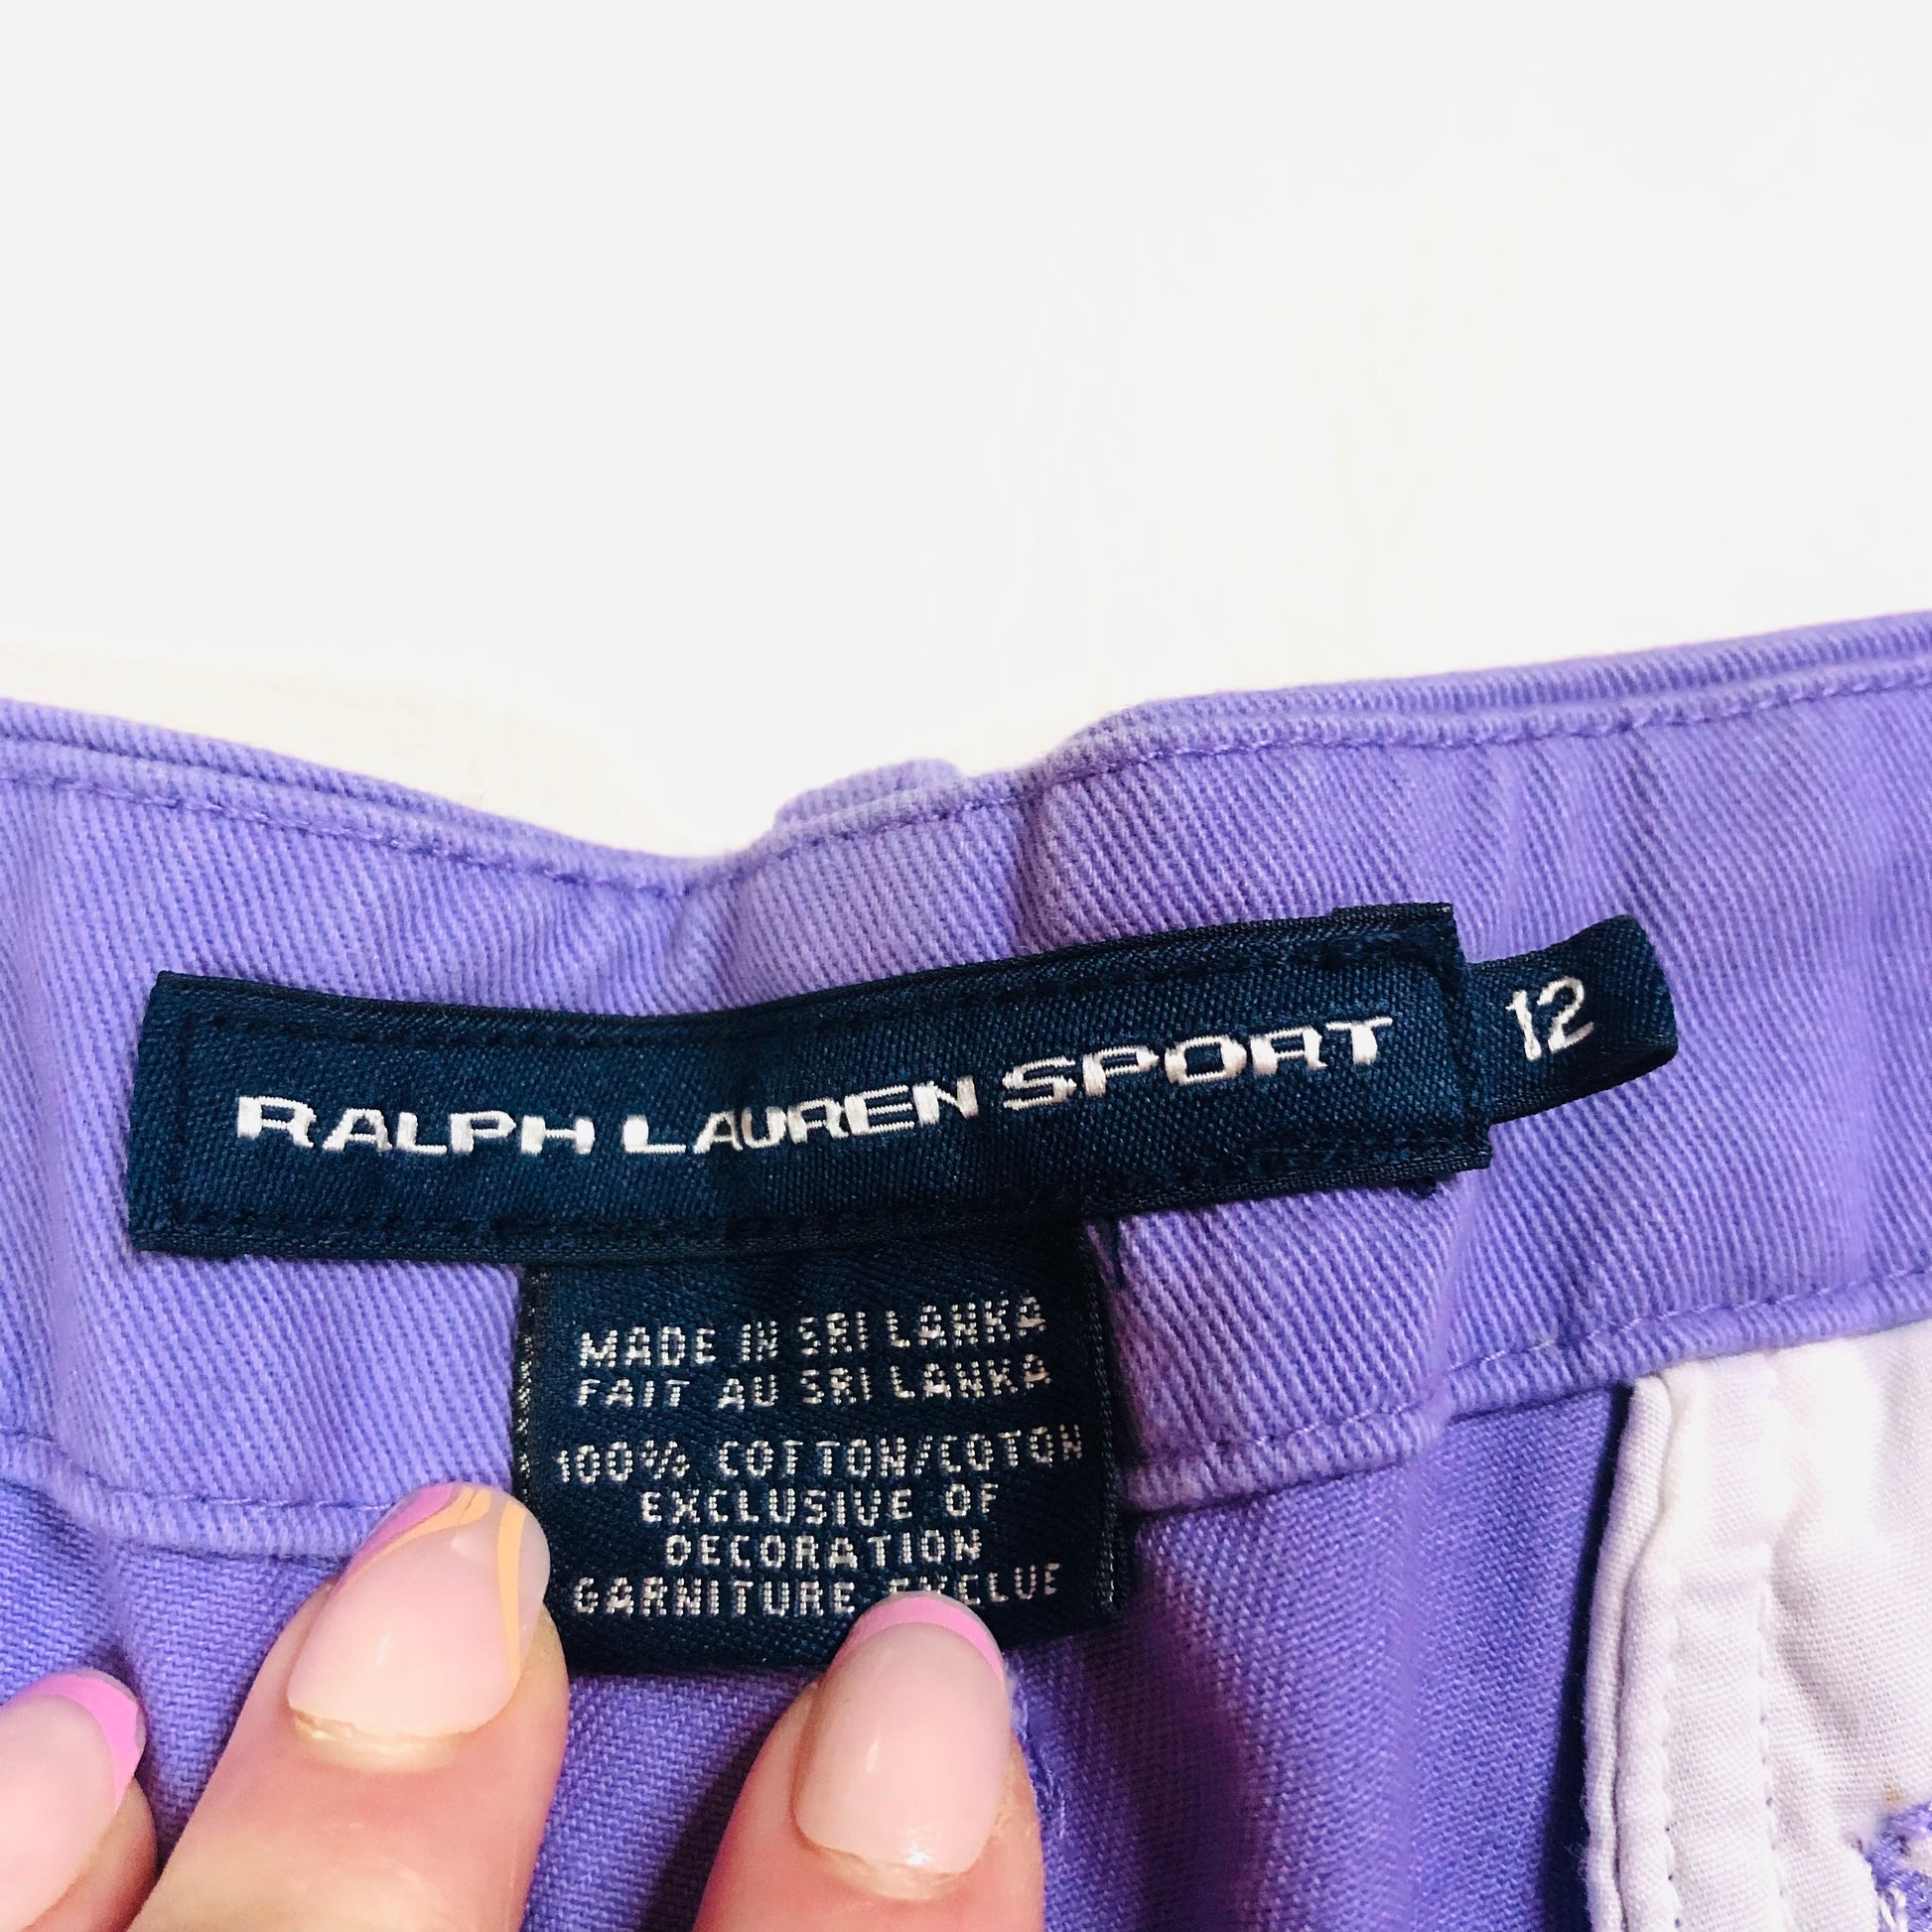 RALPH LAUREN SPORT
12
MADE IN SRI LANKA
FAIT AU SRI LANKA
100% COTTON/COTON
EXCLUSIVE OF
DECORATION
GARNITURE EXCLUE